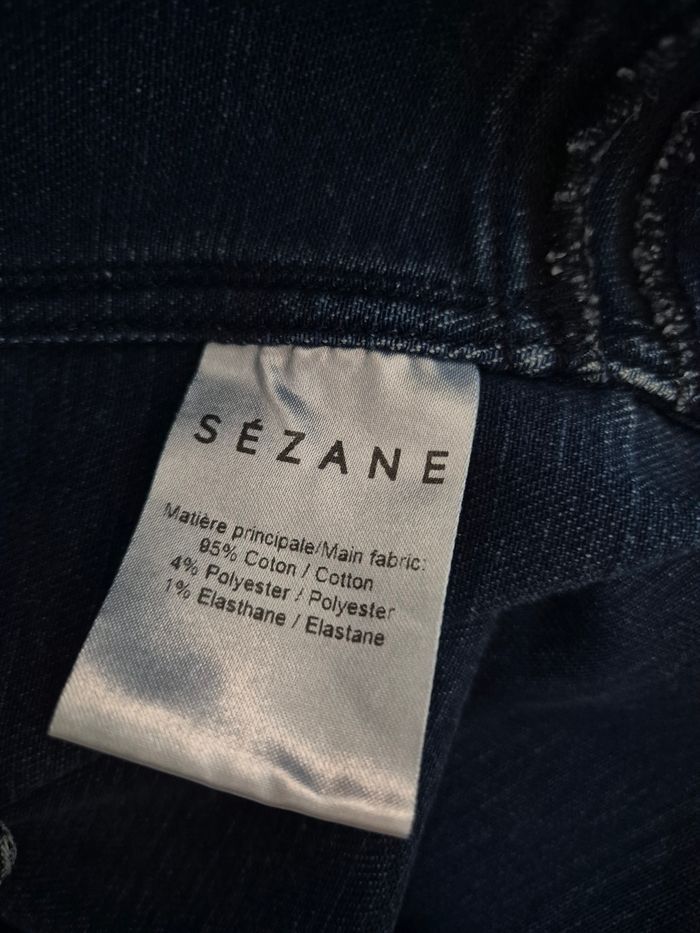 SÉZANE
Matière principale/Main fabric:
95% Coton / Cotton
4% Polyester / Polyester
1% Elasthane / Elastane